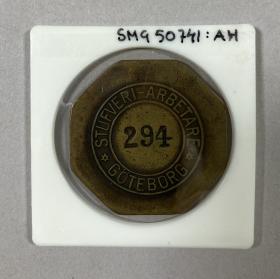 SMG 50741:AH
STUFVERI-ARBETARE
294
GÖTEBORG